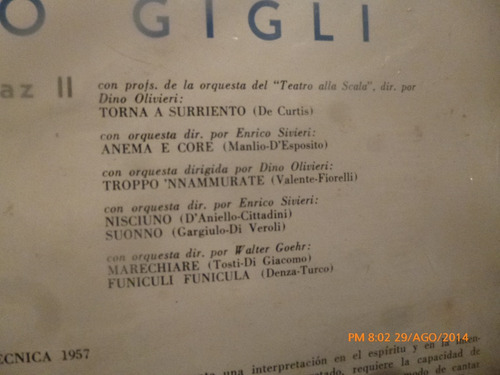 O GIGLI
az II
con profs. de la orquesta del "Teatro alla Scala", dir. por
Dino Olivieri:
TORNA A SURRIENTO (De Curtis)
con orquesta dir. por Enrico Sivieri:
ANEMA E CORE (Manlio-D'Esposito)
con orquesta dirigida por Dino Olivieri:
TROPPO 'NNAMMURATE (Valente-Fiorelli)
con orquesta dir. por Enrico Sivieri:
NISCIUNO (D'Aniello-Cittadini)
SUONNO (Gargiulo-Di Veroli)
con orquesta dir. por Walter Goehr:
MARECHIARE (Tosti-Di Giacomo)
FUNICULI FUNICULA (Denza-Turco)
PM 8:02 29/AGO/2014
ECNICA 1957
una interpretación en el espíritu y en la
requiere la capacidad de
de cantar